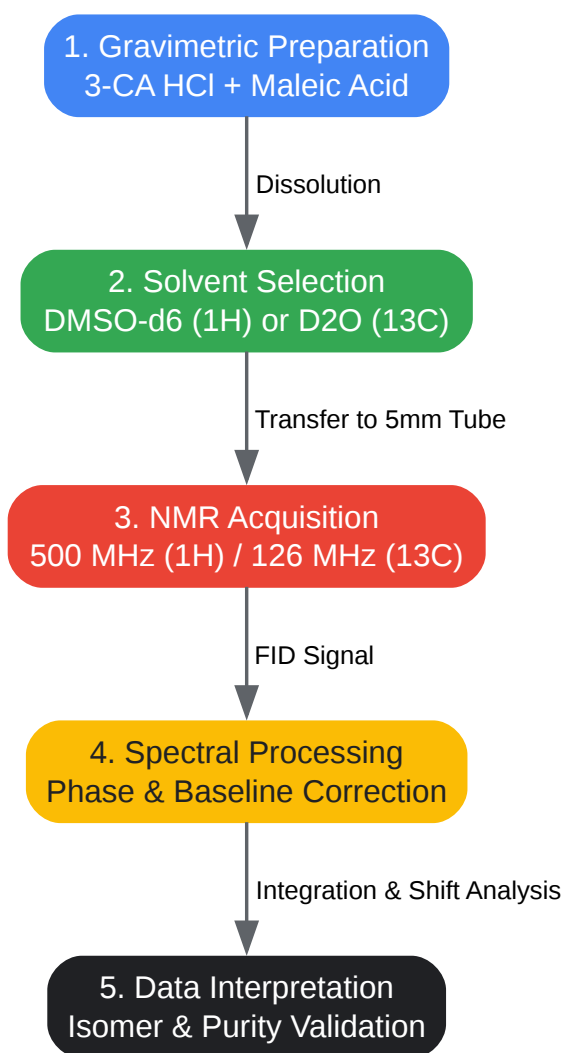 1. Gravimetric Preparation
3-CA HCl + Maleic Acid
Dissolution
2. Solvent Selection
DMSO-d6 (1H) or D2O (13C)
Transfer to 5mm Tube
3. NMR Acquisition
500 MHz (1H) / 126 MHz (13C)
FID Signal
4. Spectral Processing
Phase & Baseline Correction
Integration & Shift Analysis
5. Data Interpretation
Isomer & Purity Validation